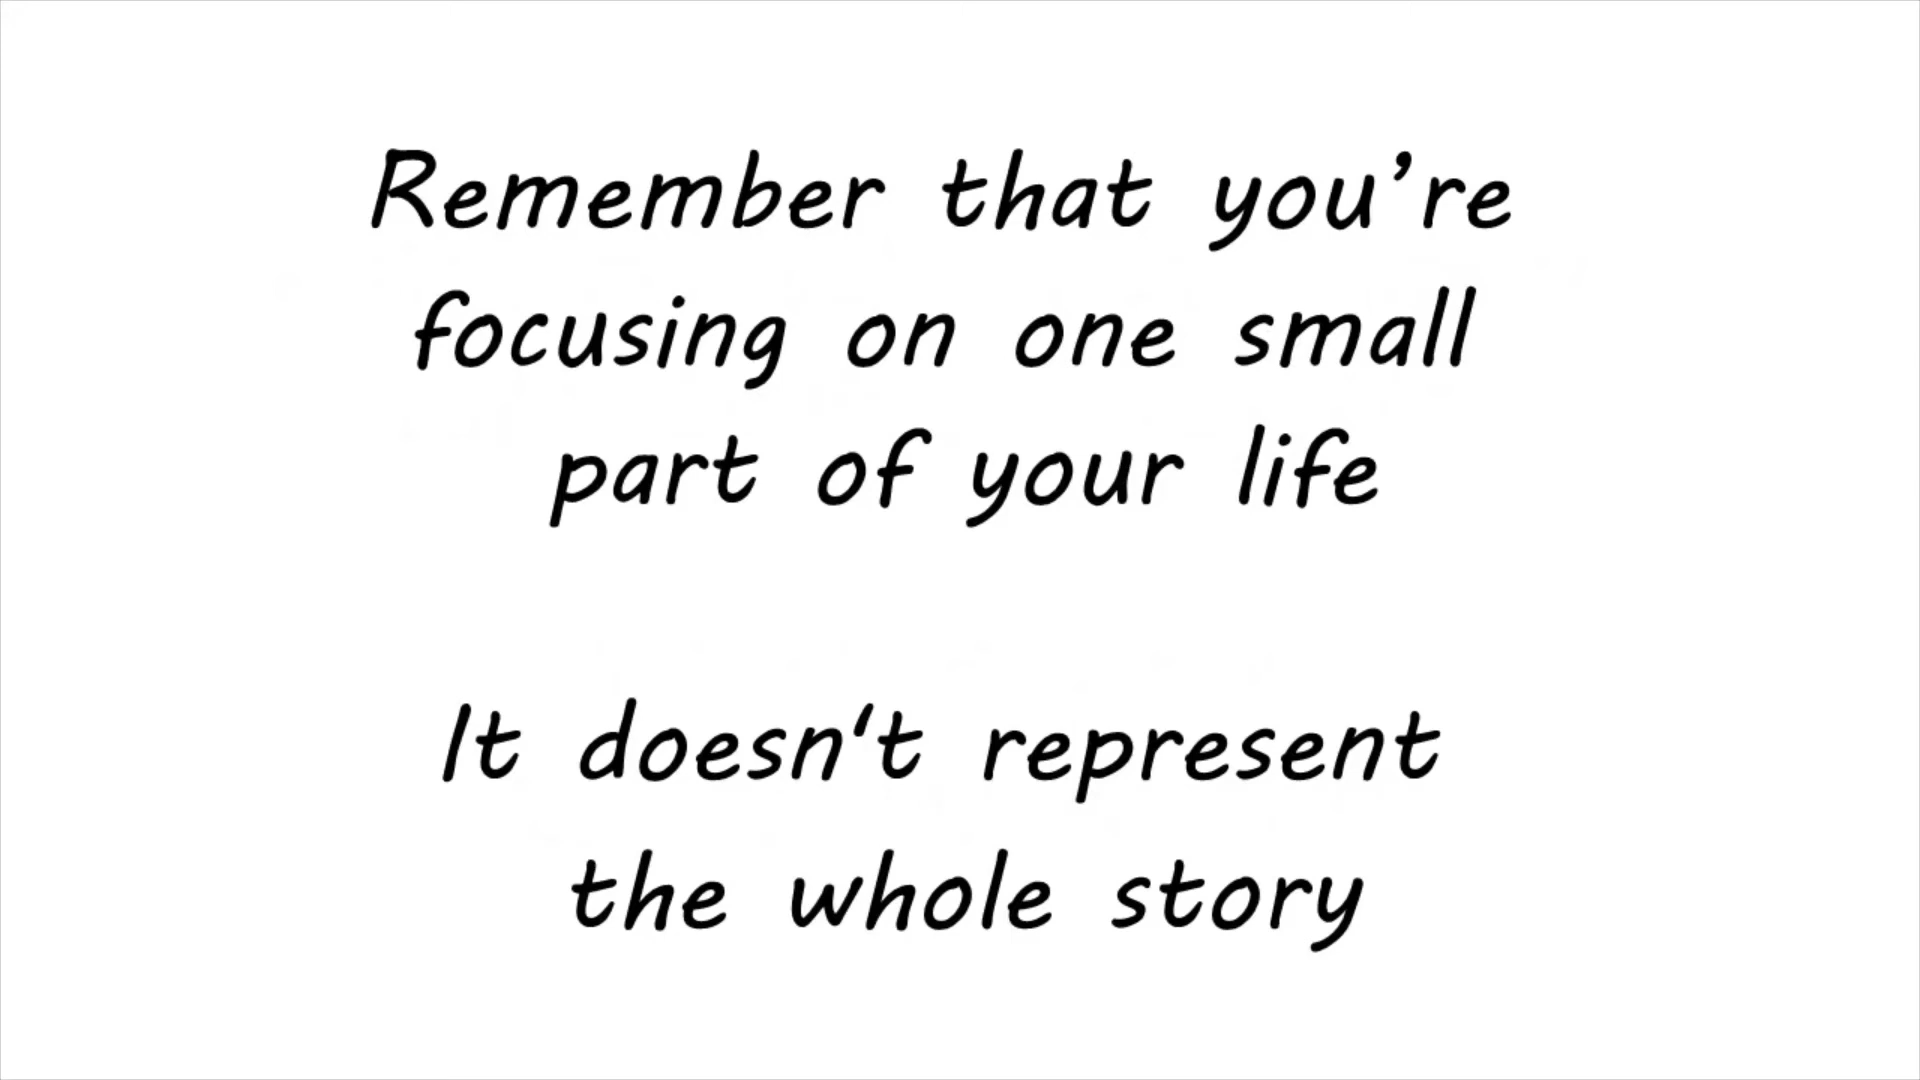 Remember that you’re
focusing on one small
part of your life
It doesn‘t represent
the whole story